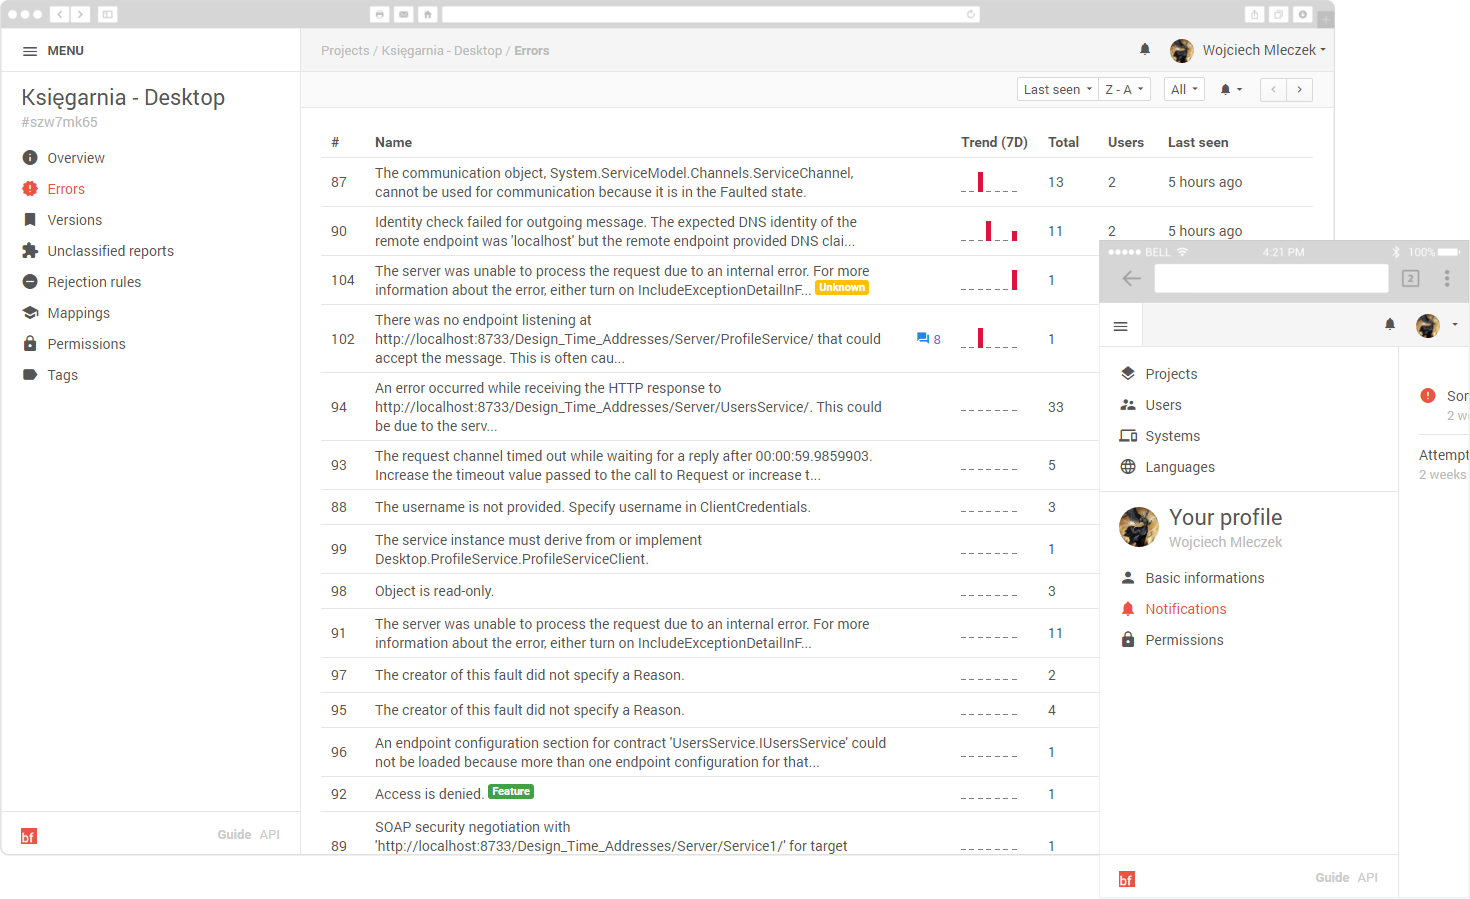 MENU
Projects / Księgarnia - Desktop / Errors
Wojciech Mleczek
Księgarnia - Desktop
#szw7mk65
Overview
Errors
Versions
Unclassified reports
Rejection rules
Mappings
Permissions
Tags
Guide API
bf
Last seen Z - A All
# Name Trend (7D) Total Users Last seen
87 The communication object, System.ServiceModel.Channels.ServiceChannel,
cannot be used for communication because it is in the Faulted state.
13 2 5 hours ago
90 Identity check failed for outgoing message. The expected DNS identity of the
remote endpoint was 'localhost' but the remote endpoint provided DNS clai...
11 2 5 hours ago
104 The server was unable to process the request due to an internal error. For more
information about the error, either turn on IncludeExceptionDetailInF... Unknown
1
There was no endpoint listening at
102 http://localhost:8733/Design_Time_Addresses/Server/ProfileService/ that could 8 1
accept the message. This is often cau...
An error occurred while receiving the HTTP response to
94 http://localhost:8733/Design_Time_Addresses/Server/UsersService/. This could 33
be due to the serv...
93 The request channel timed out while waiting for a reply after 00:00:59.9859903.
Increase the timeout value passed to the call to Request or increase t...
5
88 The username is not provided. Specify username in ClientCredentials. 3
99 The service instance must derive from or implement
Desktop.ProfileService.ProfileServiceClient.
1
98 Object is read-only. 3
91 The server was unable to process the request due to an internal error. For more
information about the error, either turn on IncludeExceptionDetailInF...
11
97 The creator of this fault did not specify a Reason. 2
95 The creator of this fault did not specify a Reason. 4
96 An endpoint configuration section for contract 'UsersService.IUsersService' could
not be loaded because more than one endpoint configuration for that...
1
92 Access is denied. Feature 1
SOAP security negotiation with
89 'http://localhost:8733/Design_Time_Addresses/Server/Service1/' for target 1
BELL 4:21 PM 100%
2
Projects
Users
Systems
Languages
Your profile
Wojciech Mleczek
Basic informations
Notifications
Permissions
Sor
2 we
Attempt
2 weeks
bf
Guide API